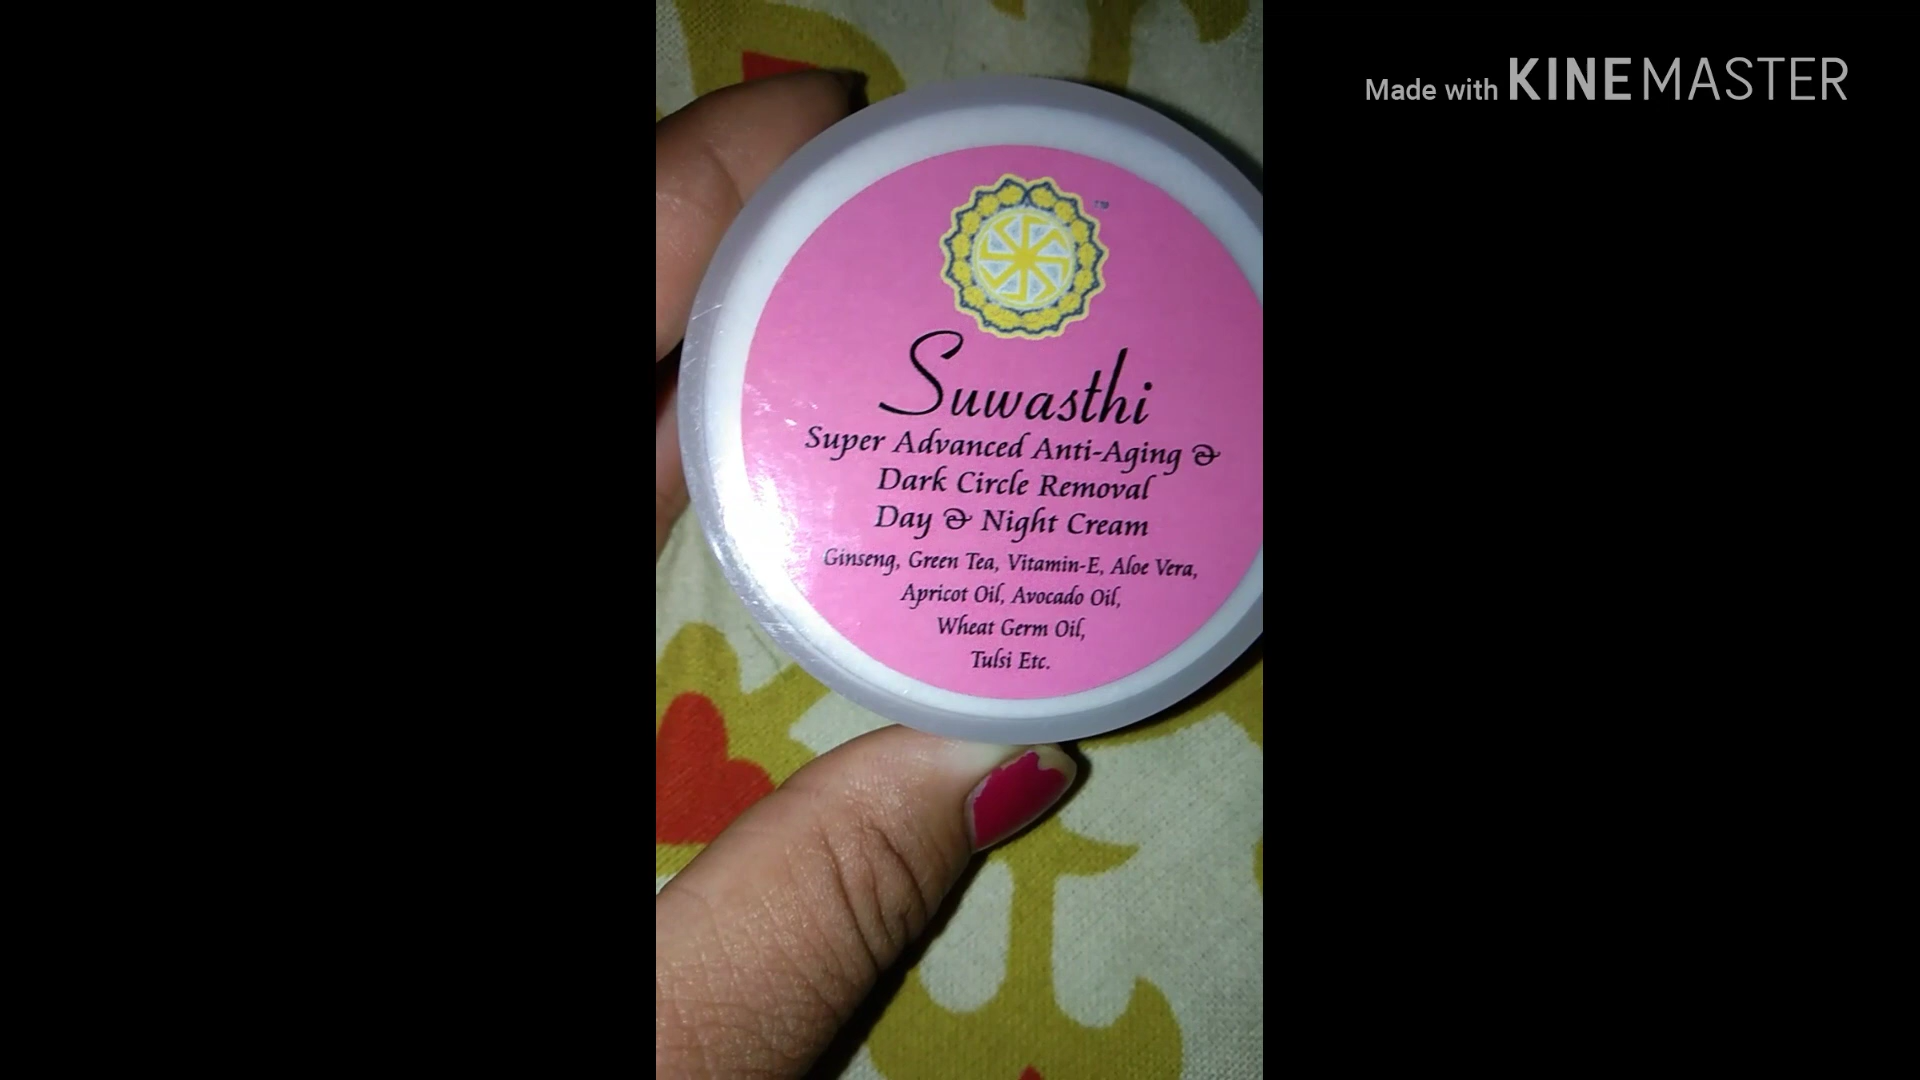 Made with KINEMASTER
TM
Suwasthi
Super Advanced Anti-Aging &
Dark Circle Removal
Day & Night Cream
Ginseng, Green Tea, Vitamin-E, Aloe Vera,
Apricot Oil, Avocado Oil,
Wheat Germ Oil,
Tulsi Etc.